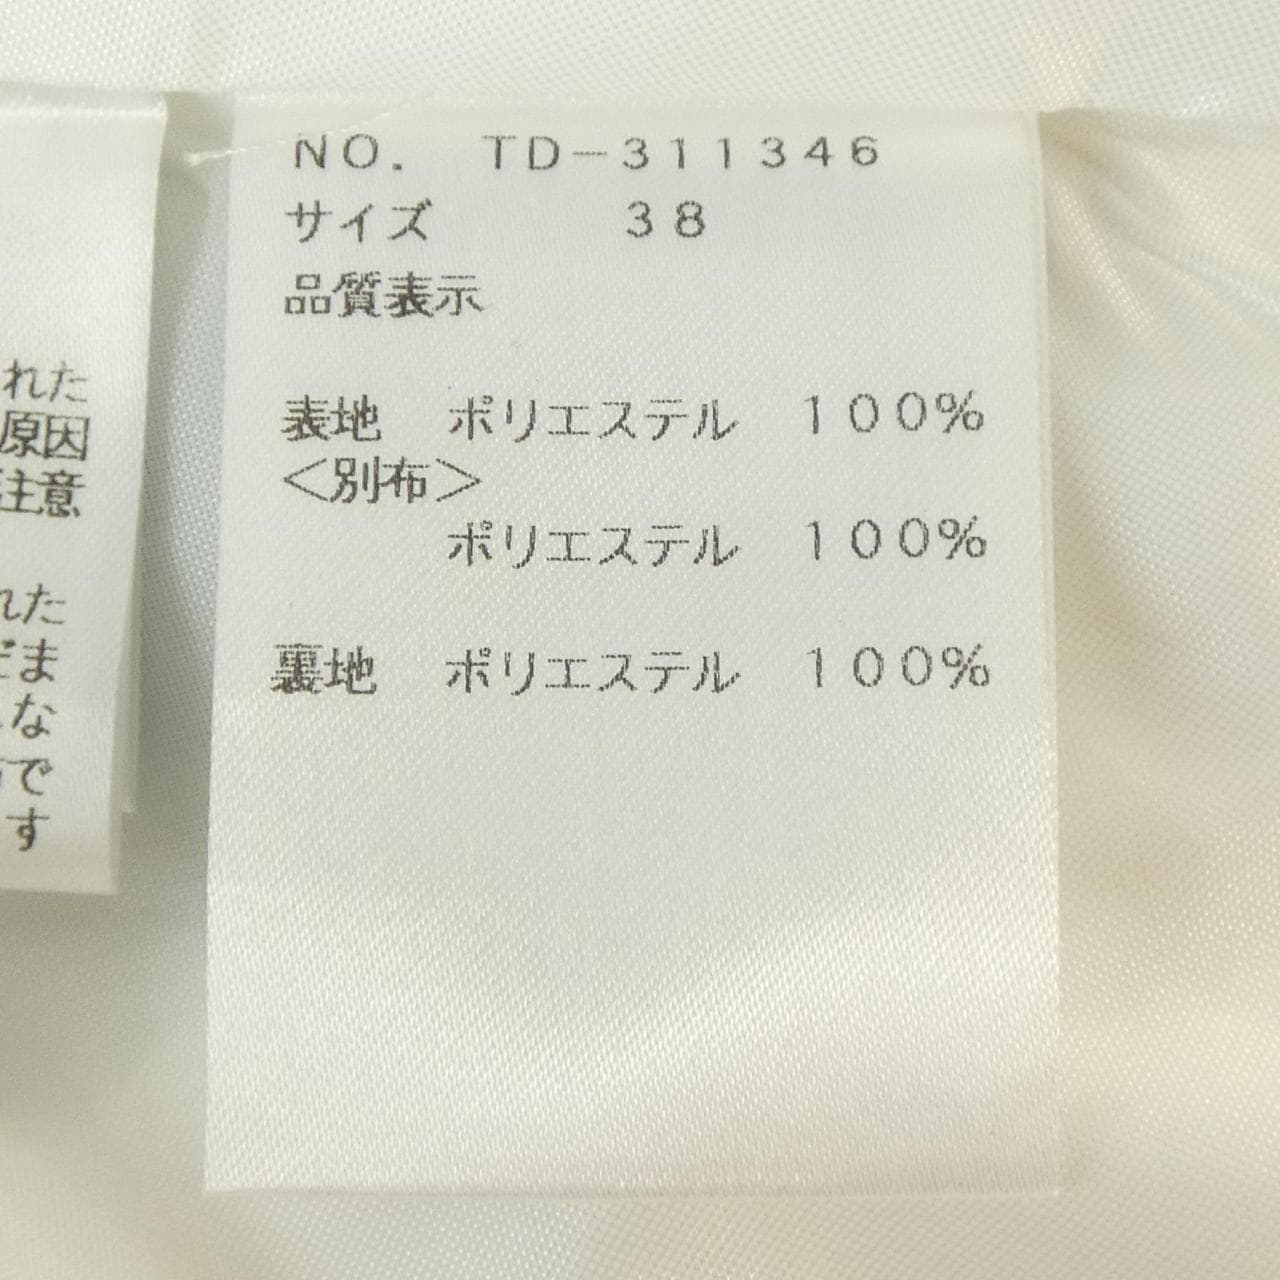 NO. TD-311346
サイズ 38
品質表示
表地 ポリエステル 100%
<別布>
ポリエステル 100%
裏地 ポリエステル 100%
れた
原因
注意
れた
だま
な
で
す